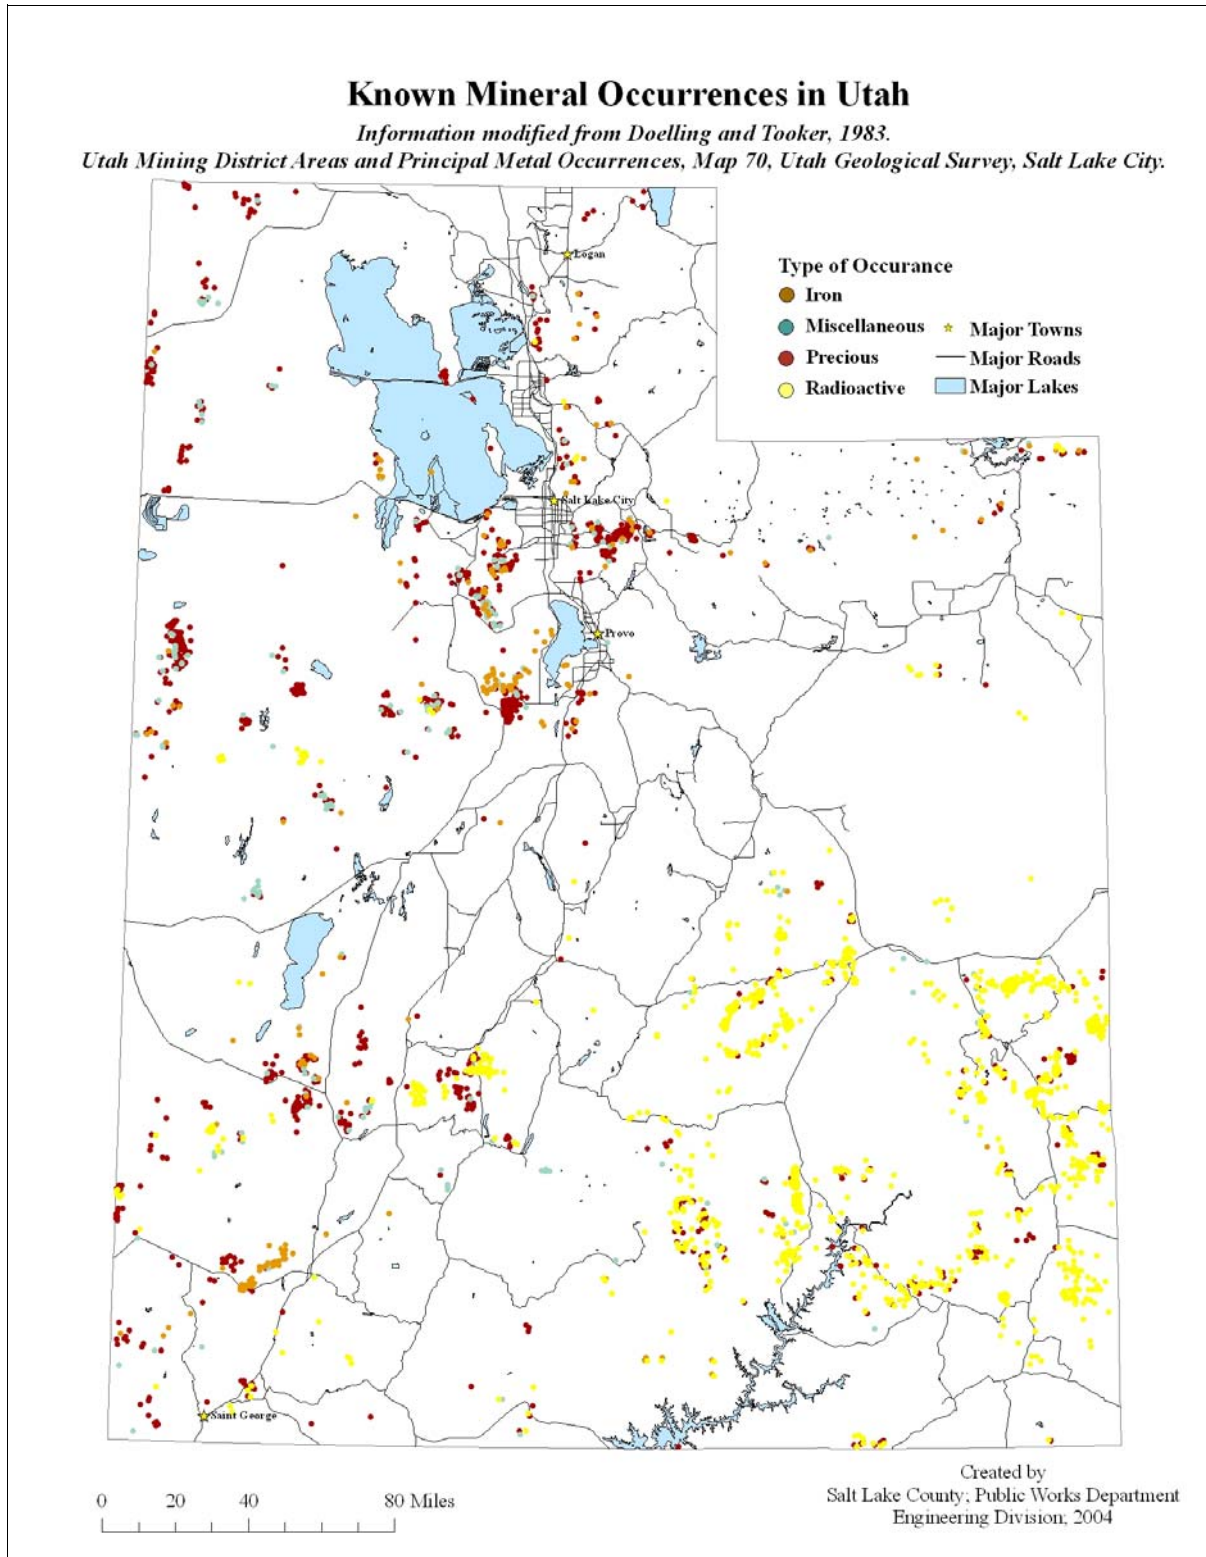 Known Mineral Occurrences in Utah
Information modified from Doelling and Tooker, 1983.
Utah Mining District Areas and Principal Metal Occurrences, Map 70, Utah Geological Survey, Salt Lake City.
Logan
Type of Occurance
Iron
Miscellaneous
Precious
Radioactive
Major Towns
Major Roads
Major Lakes
Salt Lake City
Provo
Saint George
0 20 40 80 Miles
Created by
Salt Lake County; Public Works Department
Engineering Division; 2004